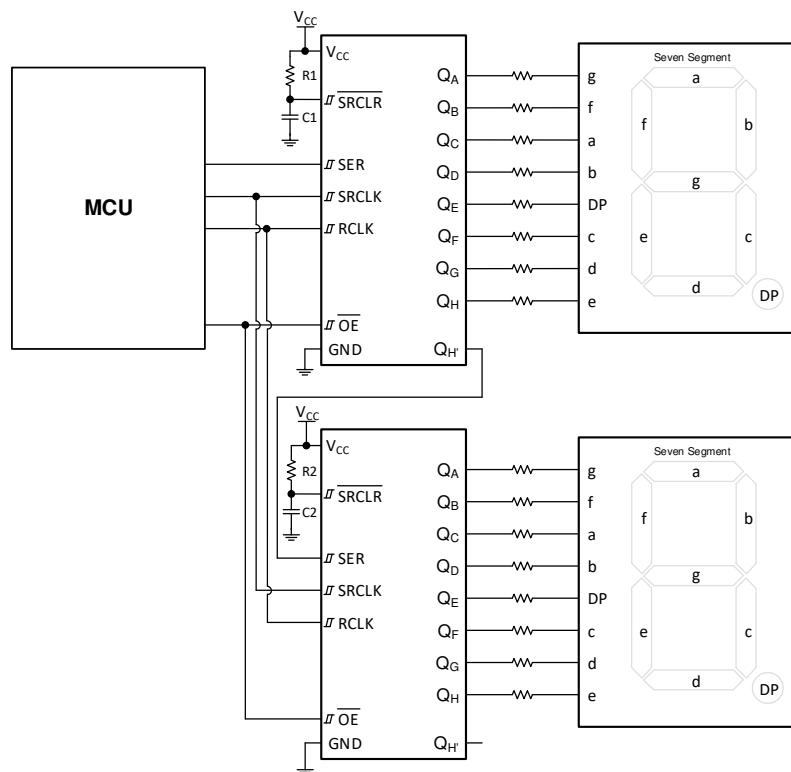 VCC
VCC
R1
SRCLR
C1
MCU
SER
SRCLK
RCLK
OE
GND
QA
QB
QC
QD
QE
QF
QG
QH
QH'
g
f
a
b
DP
c
d
e
Seven Segment
a
f
b
g
e
c
d
DP
VCC
VCC
R2
SRCLR
C2
SER
SRCLK
RCLK
OE
GND
QA
QB
QC
QD
QE
QF
QG
QH
QH'
g
f
a
b
DP
c
d
e
Seven Segment
a
f
b
g
e
c
d
DP